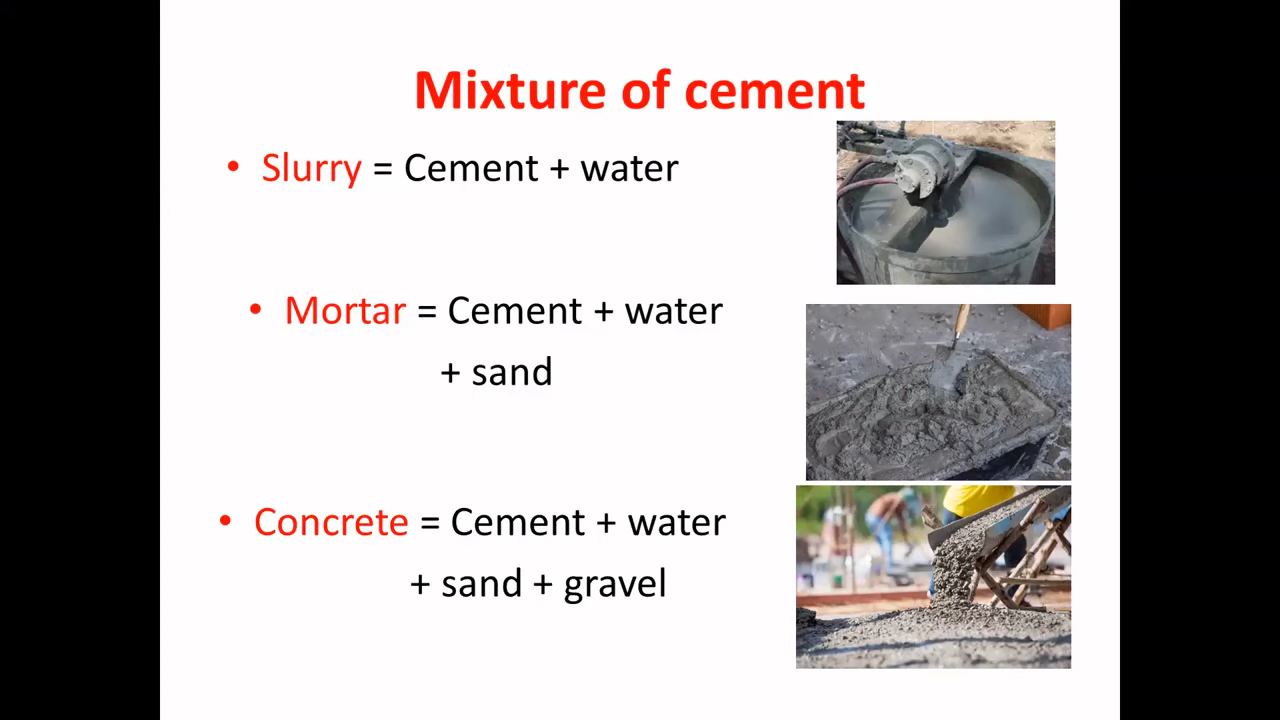 Mixture of cement
• Slurry = Cement + water
• Mortar = Cement + water
+ sand
• Concrete = Cement + water
+ sand + gravel